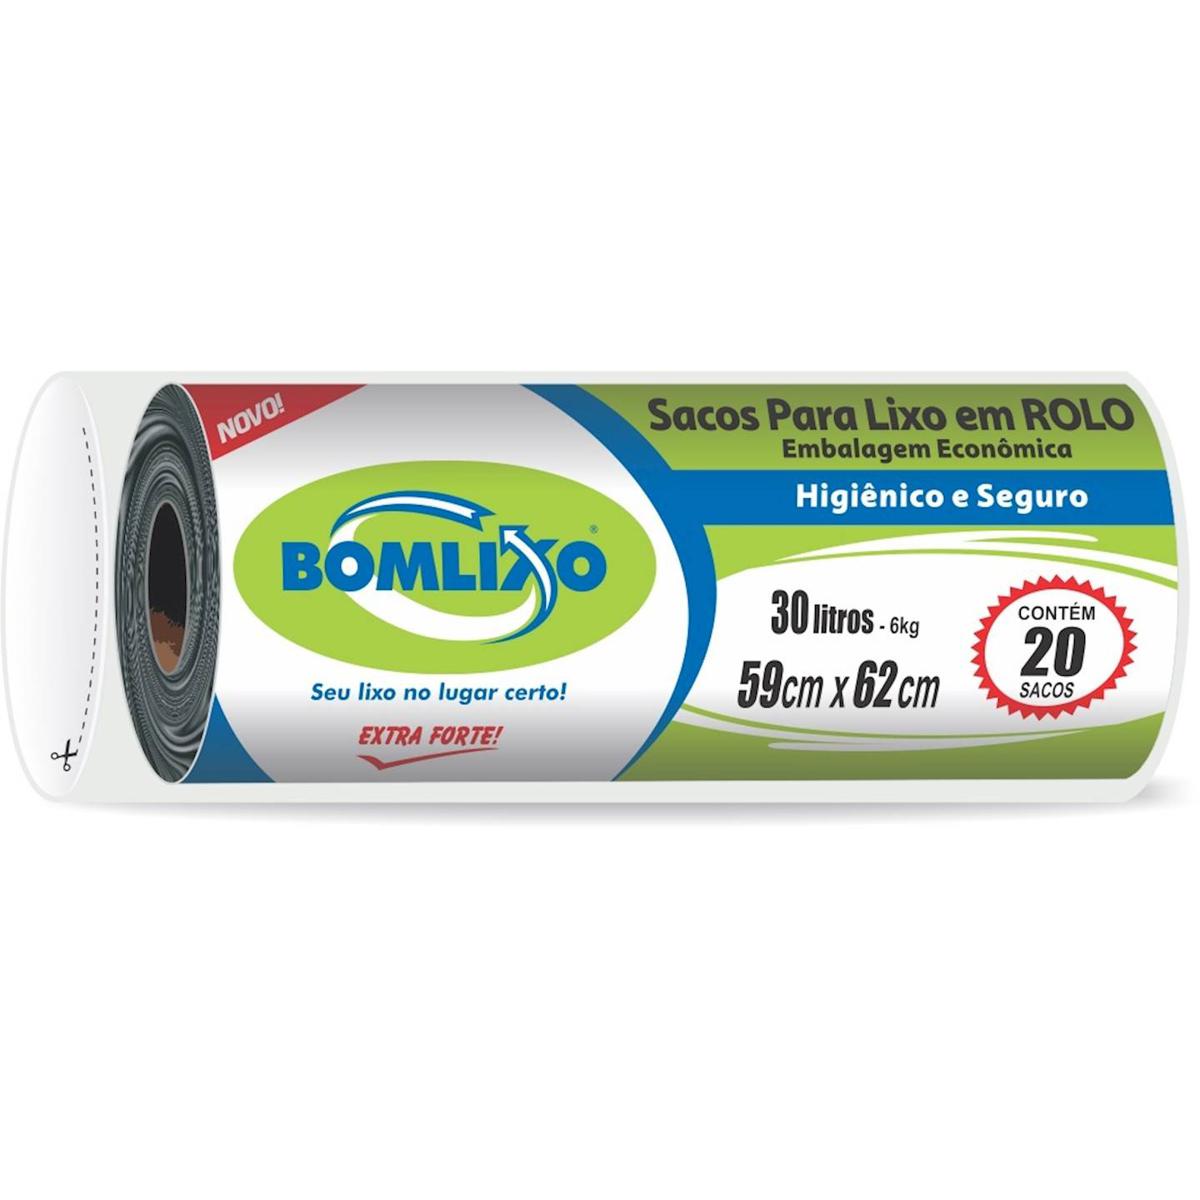 NOVO!
Sacos Para Lixo em ROLO
Embalagem Econômica
Higiênico e Seguro
BOMLIXO®
Seu lixo no lugar certo!
EXTRA FORTE!
30 litros - 6kg
59cm x 62cm
CONTÉM
20
SACOS